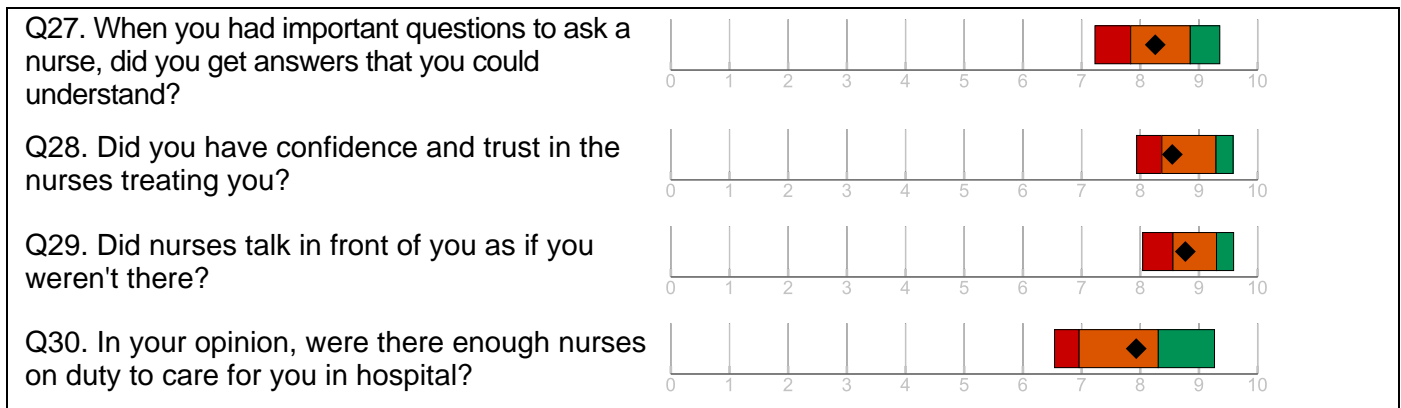 Q27. When you had important questions to ask a
nurse, did you get answers that you could
understand?
0 1 2 3 4 5 6 7 8 9 10
Q28. Did you have confidence and trust in the
nurses treating you?
0 1 2 3 4 5 6 7 8 9 10
Q29. Did nurses talk in front of you as if you
weren't there?
0 1 2 3 4 5 6 7 8 9 10
Q30. In your opinion, were there enough nurses
on duty to care for you in hospital?
0 1 2 3 4 5 6 7 8 9 10